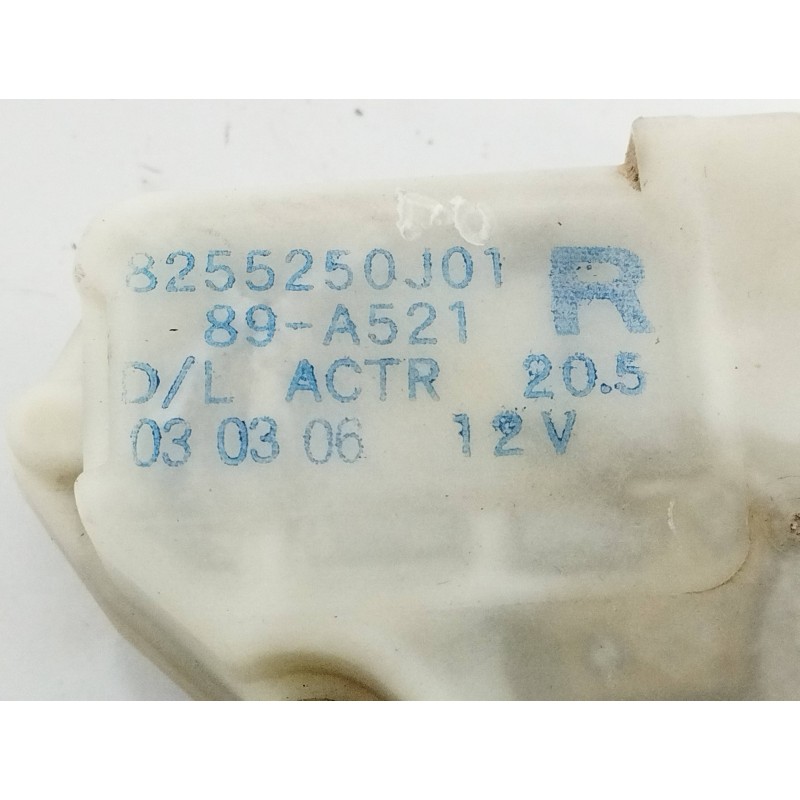 8255250J01 R
89-A521
D/L ACTR 20.5
03 03 06 12V